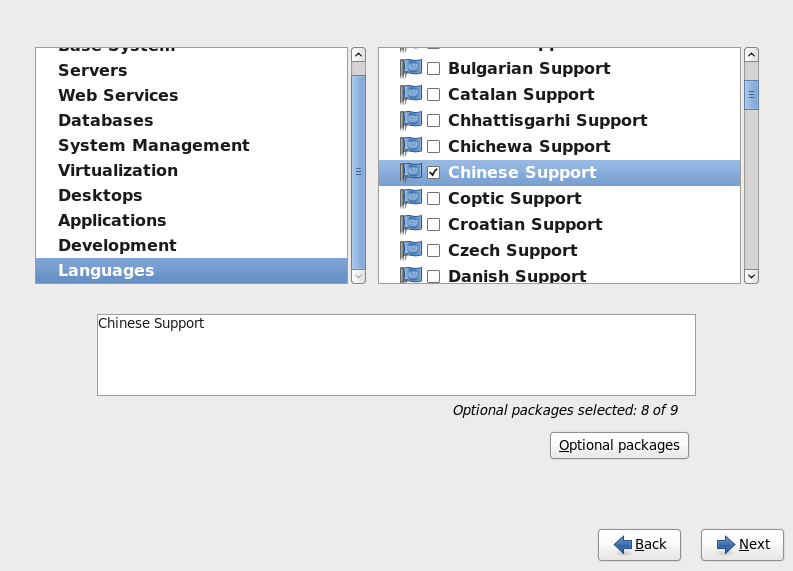 Base System
Servers
Web Services
Databases
System Management
Virtualization
Desktops
Applications
Development
Languages
Bulgarian Support
Catalan Support
Chhattisgarhi Support
Chichewa Support
Chinese Support
Coptic Support
Croatian Support
Czech Support
Danish Support
Chinese Support
Optional packages selected: 8 of 9
Optional packages
Back
Next